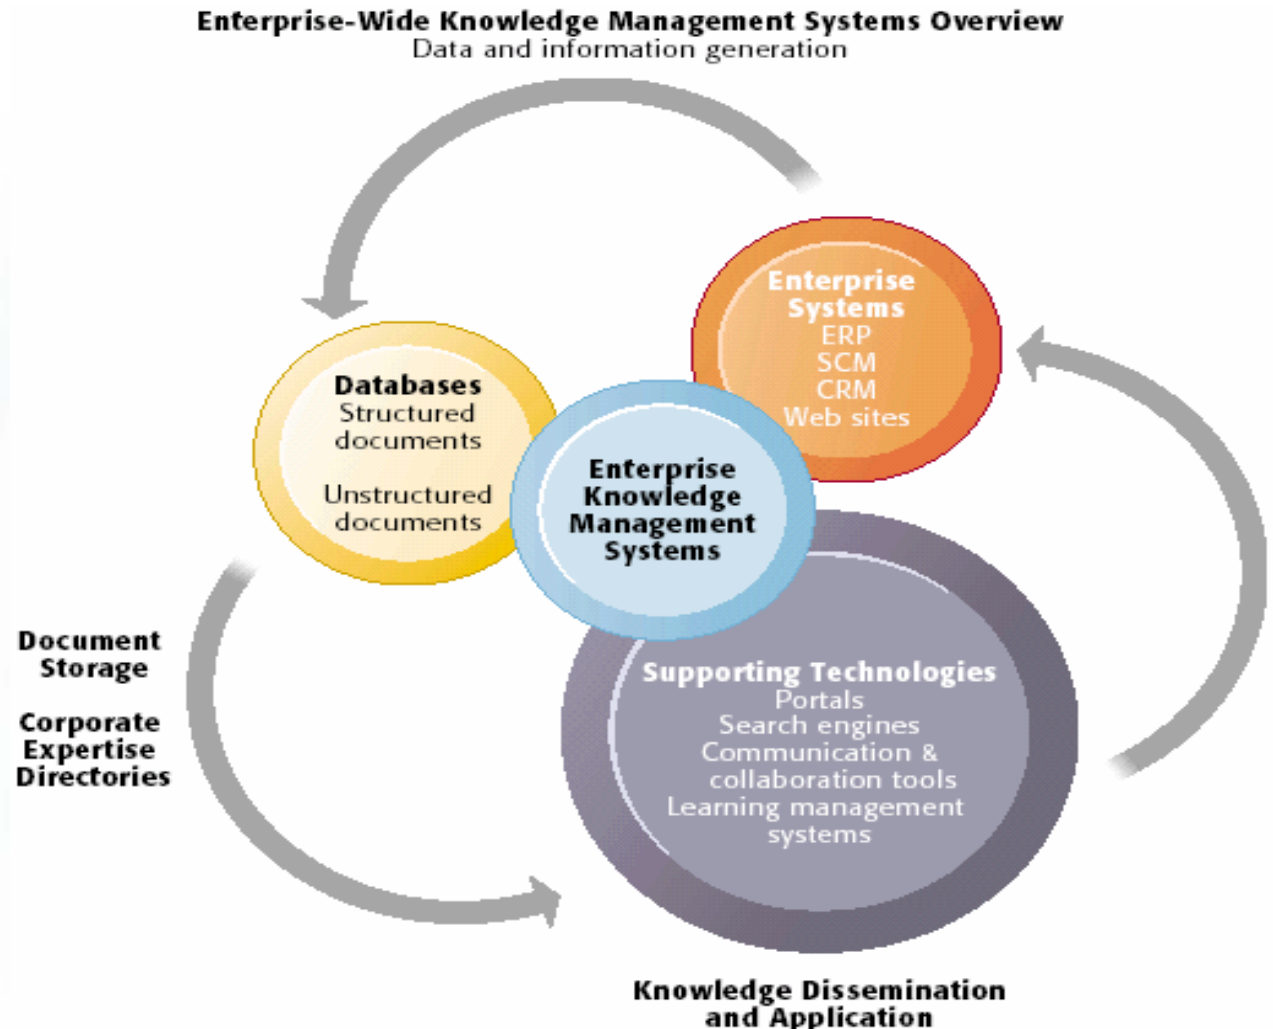 Enterprise-Wide Knowledge Management Systems Overview
Data and information generation
Enterprise
Systems
ERP
SCM
CRM
Web sites
Databases
Structured
documents
Unstructured
documents
Enterprise
Knowledge
Management
Systems
Document
Storage
Corporate
Expertise
Directories
Supporting Technologies
Portals
Search engines
Communication &
collaboration tools
Learning management
systems
Knowledge Dissemination
and Application